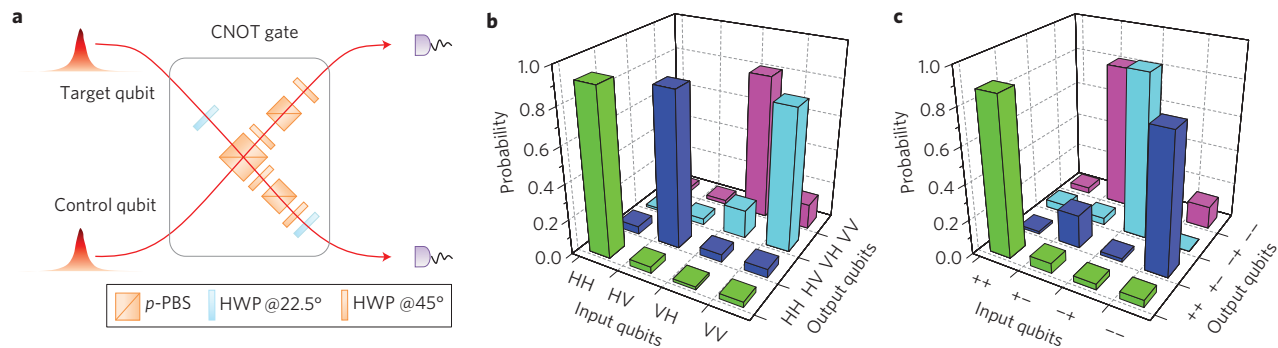 a
CNOT gate
Target qubit
Control qubit
p-PBS
HWP @22.5°
HWP @45°
b
1.0
0.8
0.6
0.4
0.2
0.0
Probability
HH
HV
VH
VV
Input qubits
HH HV VH VV
Output qubits
c
1.0
0.8
0.6
0.4
0.2
0.0
Probability
++
+−
−+
−−
Input qubits
++ +− −+ −−
Output qubits